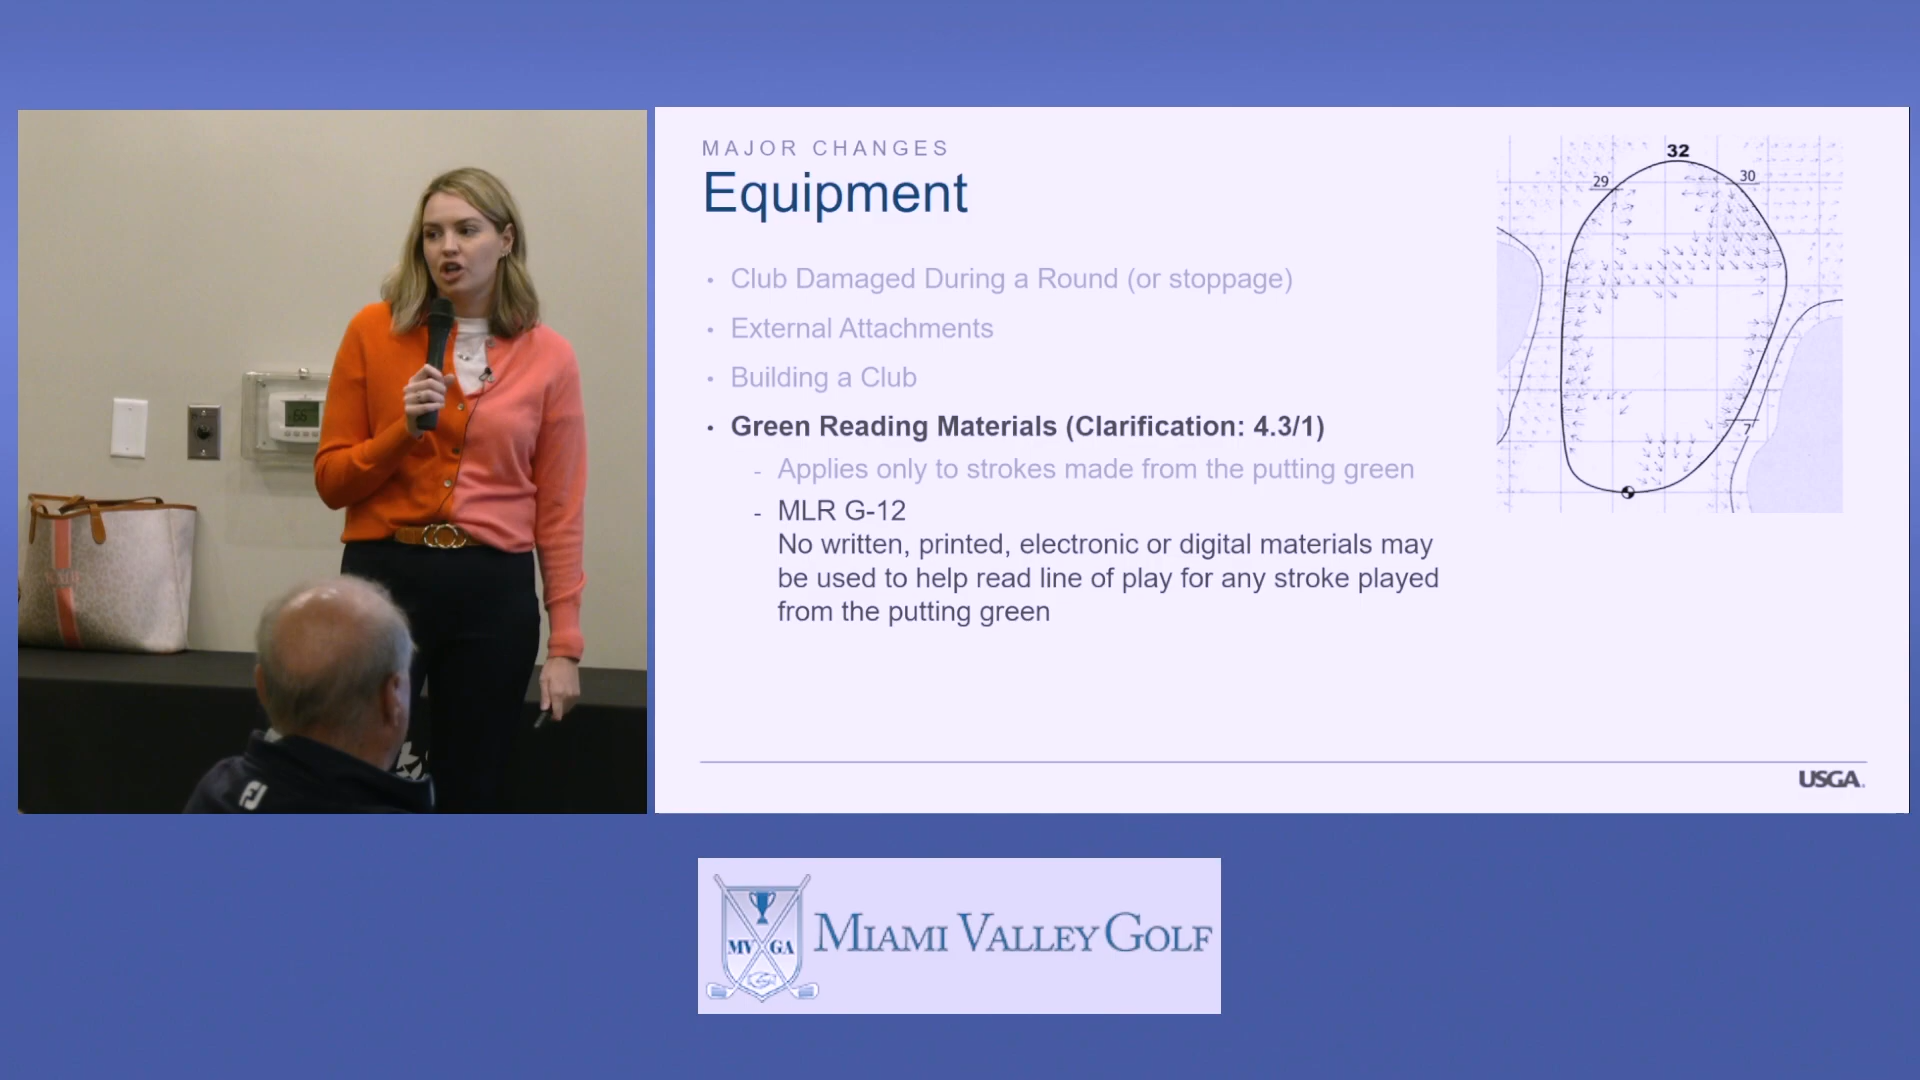 MAJOR CHANGES
Equipment
• Club Damaged During a Round (or stoppage)
• External Attachments
• Building a Club
• Green Reading Materials (Clarification: 4.3/1)
- Applies only to strokes made from the putting green
- MLR G-12
No written, printed, electronic or digital materials may
be used to help read line of play for any stroke played
from the putting green
32
29
30
7
USGA.
66
FJ
MV GA
MIAMI VALLEY GOLF